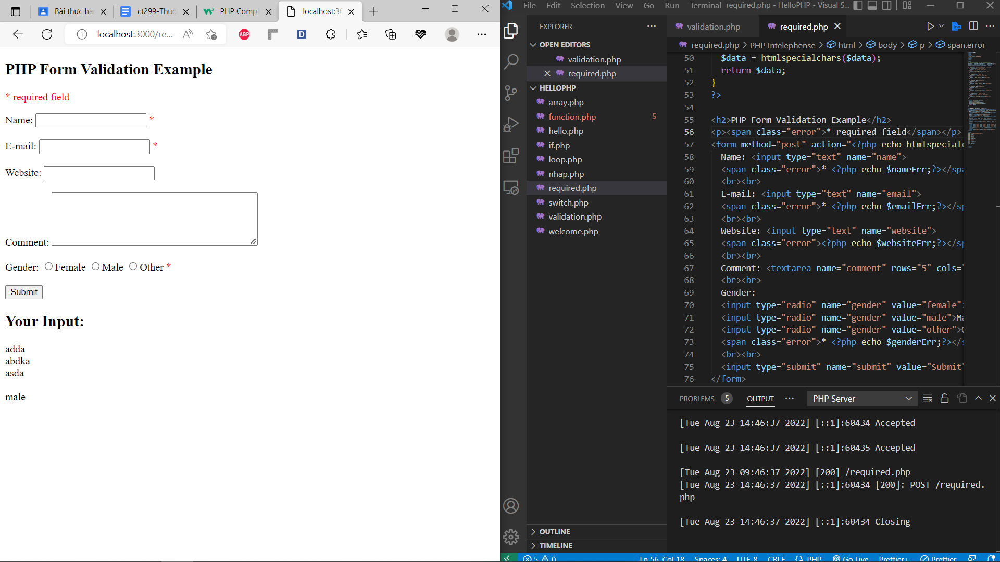 Bài thực hà
ct299-Thuc
PHP Compl
localhost:30
localhost:3000/re...
ABP
D
PHP Form Validation Example
* required field
Name: *
E-mail: *
Website:
Comment:
Gender: Female Male Other *
Submit
Your Input:
adda
abdka
asda
male
File Edit Selection View Go Run Terminal required.php - HelloPHP - Visual S...
EXPLORER
OPEN EDITORS
validation.php
required.php
HELLOPHP
array.php
function.php 5
hello.php
if.php
loop.php
nhap.php
required.php
switch.php
validation.php
welcome.php
OUTLINE
TIMELINE
validation.php required.php
required.php > PHP Intelephense > html > body > p > span.error
50 $data = htmlspecialchars($data);
51 return $data;
52 }
53 ?>
54
55 <h2>PHP Form Validation Example</h2>
56 <p><span class="error">* required field</span></p>
57 <form method="post" action="<?php echo htmlspecialc
58 Name: <input type="text" name="name">
59 <span class="error">* <?php echo $nameErr;?></spa
60 <br><br>
61 E-mail: <input type="text" name="email">
62 <span class="error">* <?php echo $emailErr;?></sp
63 <br><br>
64 Website: <input type="text" name="website">
65 <span class="error"><?php echo $websiteErr;?></sp
66 <br><br>
67 Comment: <textarea name="comment" rows="5" cols="
68 <br><br>
69 Gender:
70 <input type="radio" name="gender" value="female">
71 <input type="radio" name="gender" value="male">Ma
72 <input type="radio" name="gender" value="other">O
73 <span class="error">* <?php echo $genderErr;?></s
74 <br><br>
75 <input type="submit" name="submit" value="Submit"
76 </form>
PROBLEMS 5 OUTPUT ... PHP Server
[Tue Aug 23 14:46:37 2022] [::1]:60434 Accepted
[Tue Aug 23 14:46:37 2022] [::1]:60435 Accepted
[Tue Aug 23 09:46:37 2022] [200] /required.php
[Tue Aug 23 14:46:37 2022] [::1]:60434 [200]: POST /required.
php
[Tue Aug 23 14:46:37 2022] [::1]:60434 Closing
5 0 Ln 56, Col 18 Spaces: 4 UTF-8 CRLF {} PHP Go Live Prettier+ Prettier